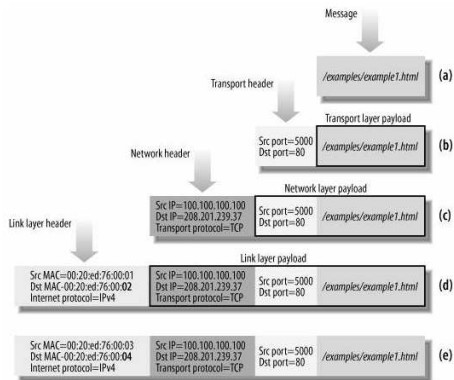 Message
/examples/example1.html
(a)
Transport header
Transport layer payload
Src port=5000
Dst port=80
/examples/example1.html
(b)
Network header
Network layer payload
Src IP=100.100.100.100
Dst IP=208.201.239.37
Transport protocol=TCP
Src port=5000
Dst port=80
/examples/example1.html
(c)
Link layer header
Link layer payload
Src MAC=00:20:ed:76:00:01
Dst MAC=00:20:ed:76:00:02
Internet protocol=IPv4
Src IP=100.100.100.100
Dst IP=208.201.239.37
Transport protocol=TCP
Src port=5000
Dst port=80
/examples/example1.html
(d)
Src MAC=00:20:ed:76:00:03
Dst MAC-00:20:ed:76:00:04
Internet protocol=IPv4
Src IP=100.100.100.100
Dst IP=208.201.239.37
Transport protocol=TCP
Src port=5000
Dst port=80
/examples/example1.html
(e)